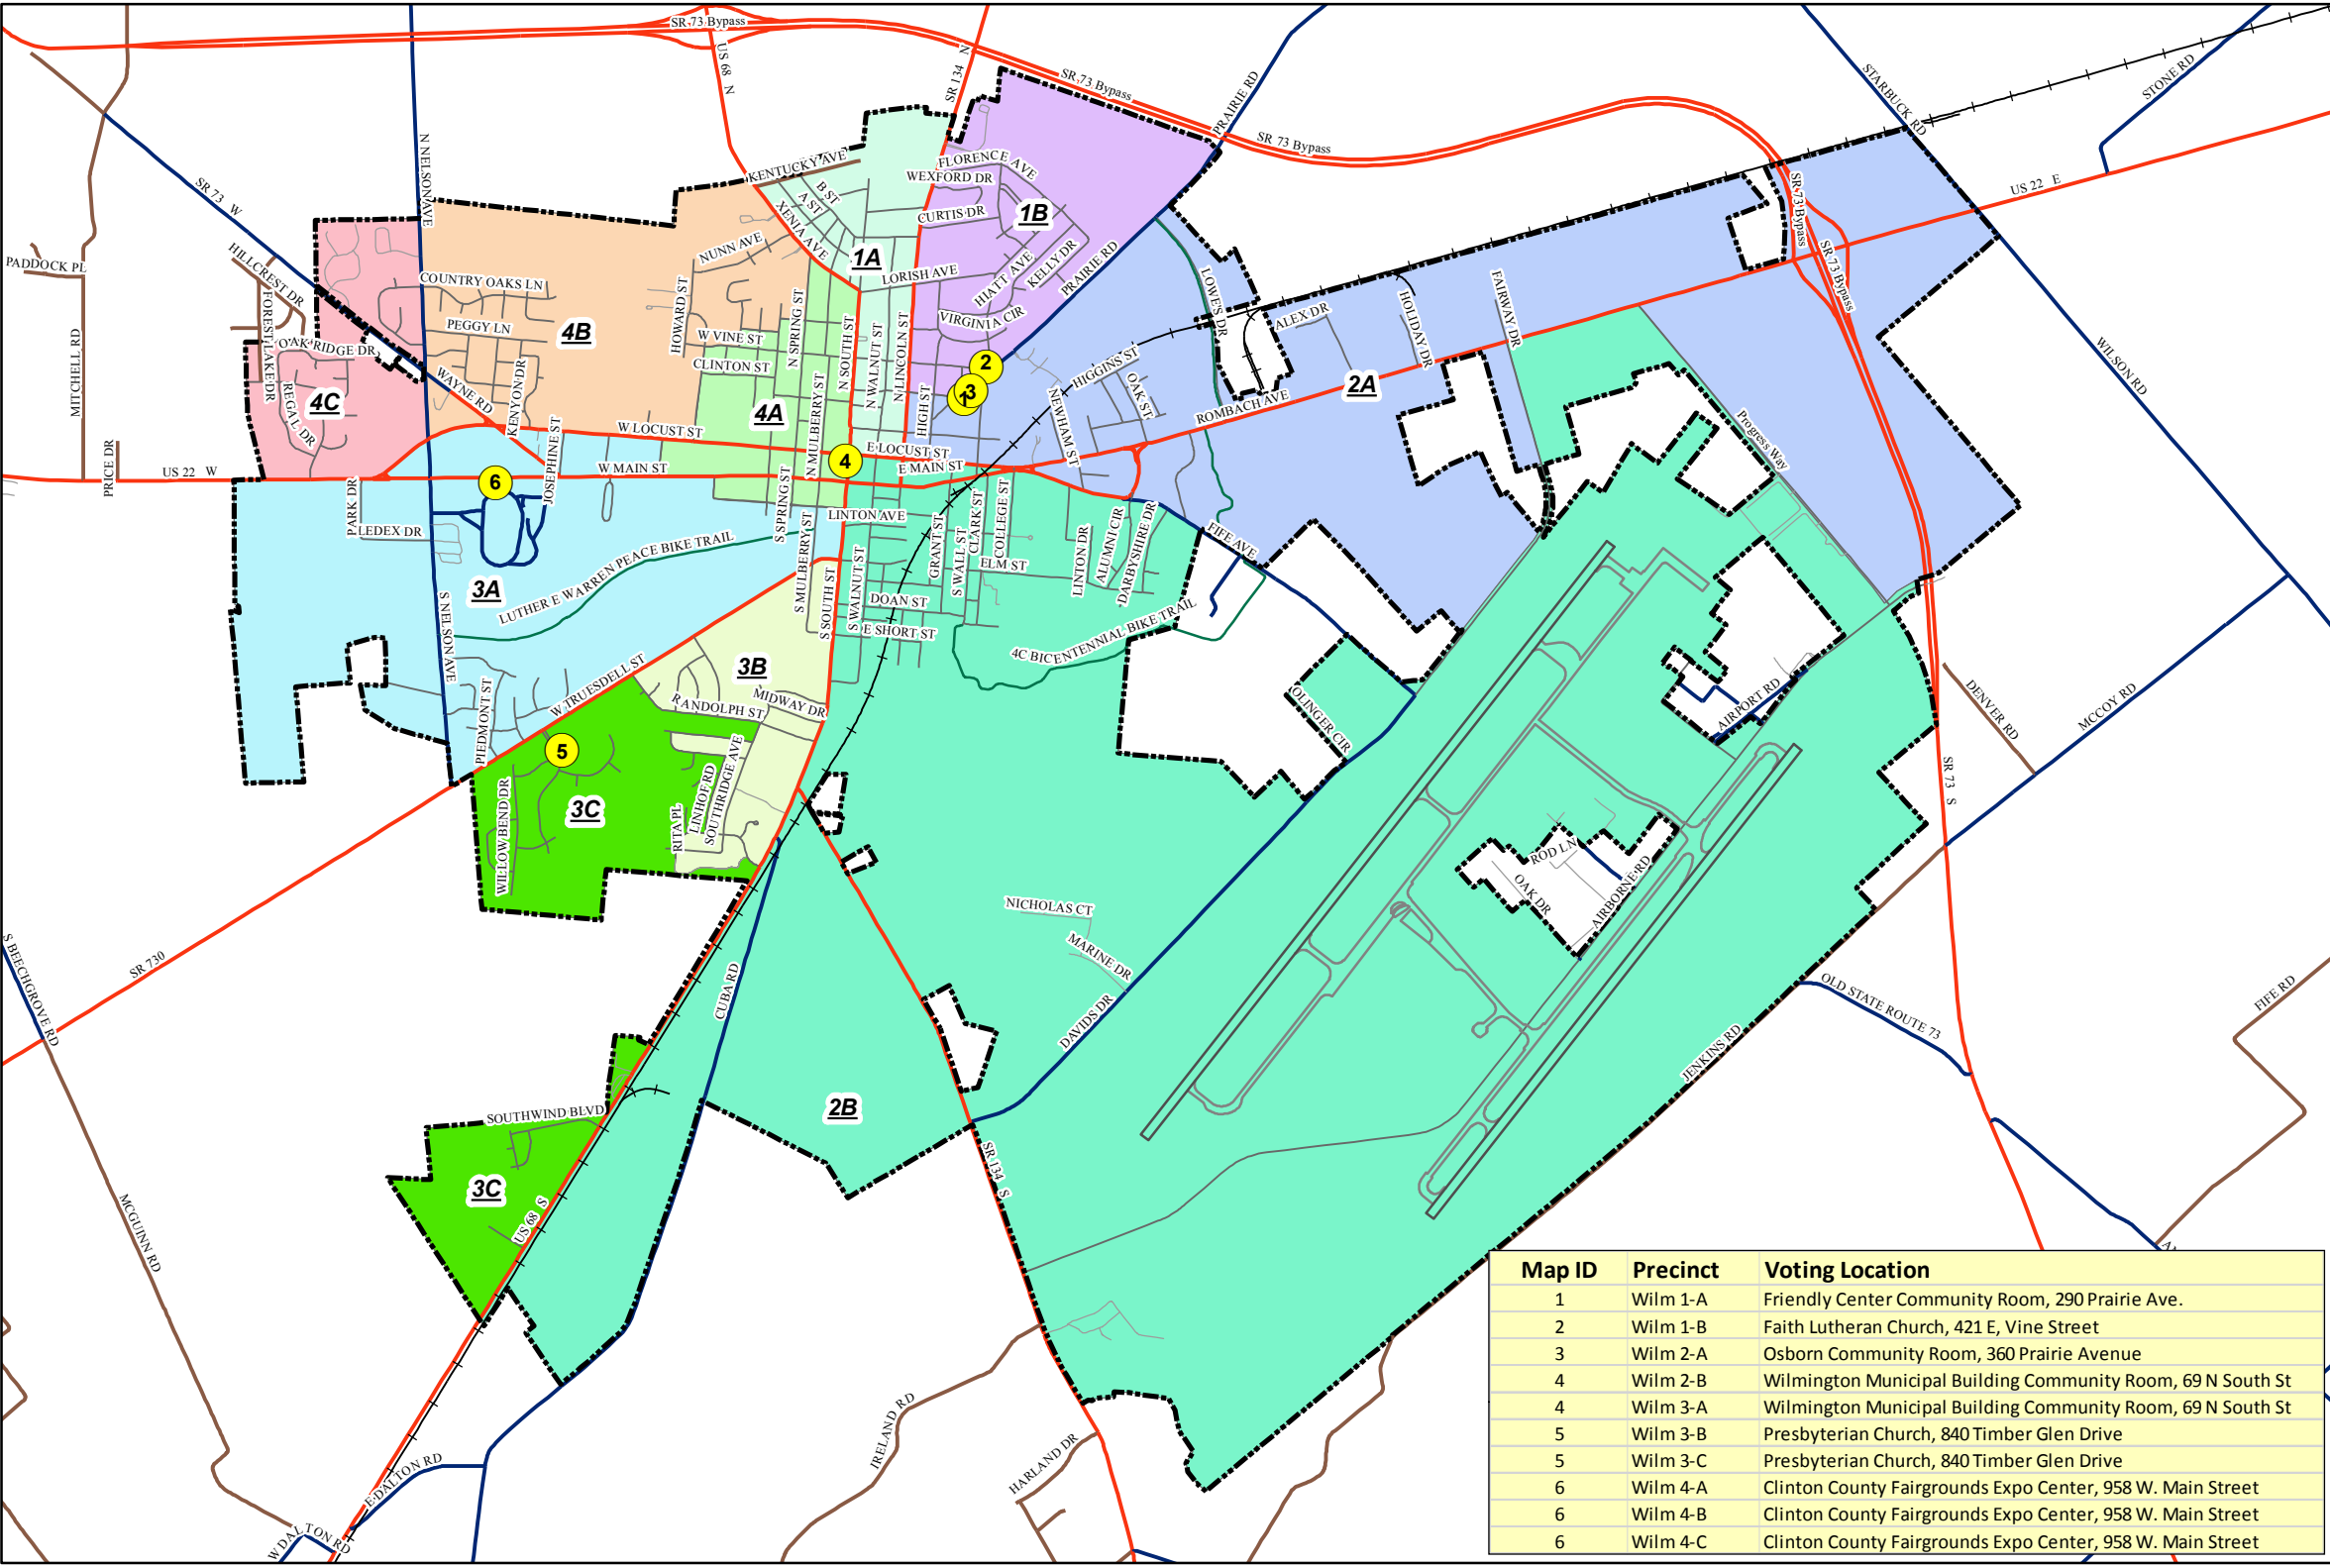 SR 73 Bypass
US 68 N
SR 134 N
SR 73 Bypass
PRAIRIE RD
SR 73 Bypass
STARBUCK RD
STONE RD
US 22 E
SR 73 Bypass
SR 73 Bypass
WILSON RD
N NELSON AVE
SR 73 W
HILLCREST DR
PADDOCK PL
FOREST LAKE DR
OAK RIDGE DR
REGAL DR
4C
MITCHELL RD
PRICE DR
US 22 W
KENTUCKY AVE
B ST
A ST
XENIA AVE
NUNN AVE
1A
FLORENCE AVE
WEXFORD DR
CURTIS DR
1B
LORISH AVE
HIATT AVE
KELLY DR
PRAIRIE RD
VIRGINIA CIR
COUNTRY OAKS LN
PEGGY LN
4B
HOWARD ST
W VINE ST
CLINTON ST
N SPRING ST
N SOUTH ST
N WALNUT ST
N LINCOLN ST
HIGH ST
4A
N MULBERRY ST
WAYNE RD
KENYON DR
W LOCUST ST
JOSEPHINE ST
W MAIN ST
E LOCUST ST
E MAIN ST
2
3
1
4
6
LOWE'S DR
ALEX DR
HOLIDAY DR
FAIRWAY DR
2A
HIGGINS ST
OAK ST
NEWHAM ST
ROMBACH AVE
Progress Way
PARK DR
LEDEX DR
3A
LUTHER E WARREN PEACE BIKE TRAIL
S SPRING ST
S MULBERRY ST
LINTON AVE
S SOUTH ST
S WALNUT ST
GRANT ST
S WALL ST
CLARK ST
COLLEGE ST
ELM ST
DOAN ST
E SHORT ST
LINTON DR
ALUMNI CIR
DARBYSHIRE DR
FIFE AVE
4C BICENTENNIAL BIKE TRAIL
S NELSON AVE
PIEDMONT ST
W TRUESDELL ST
3B
RANDOLPH ST
MIDWAY DR
5
3C
WILLOW BEND DR
RITA PL
LINHOF RD
SOUTHRIDGE AVE
OLINGER CIR
AIRPORT RD
DENVER RD
MCCOY RD
SR 73 S
ROD LN
OAK DR
AIRBORNE RD
NICHOLAS CT
MARINE DR
DAVIDS DR
CUBA RD
SR 730
S BEECHGROVE RD
OLD STATE ROUTE 73
FIFE RD
JENKINS RD
2B
SOUTHWIND BLVD
3C
US 68 S
SR 134 S
MCGUINN RD
IRELAND RD
HARLAND DR
E DALTON RD
W DALTON RD
Map ID Precinct Voting Location
1 Wilm 1-A Friendly Center Community Room, 290 Prairie Ave.
2 Wilm 1-B Faith Lutheran Church, 421 E, Vine Street
3 Wilm 2-A Osborn Community Room, 360 Prairie Avenue
4 Wilm 2-B Wilmington Municipal Building Community Room, 69 N South St
4 Wilm 3-A Wilmington Municipal Building Community Room, 69 N South St
5 Wilm 3-B Presbyterian Church, 840 Timber Glen Drive
5 Wilm 3-C Presbyterian Church, 840 Timber Glen Drive
6 Wilm 4-A Clinton County Fairgrounds Expo Center, 958 W. Main Street
6 Wilm 4-B Clinton County Fairgrounds Expo Center, 958 W. Main Street
6 Wilm 4-C Clinton County Fairgrounds Expo Center, 958 W. Main Street